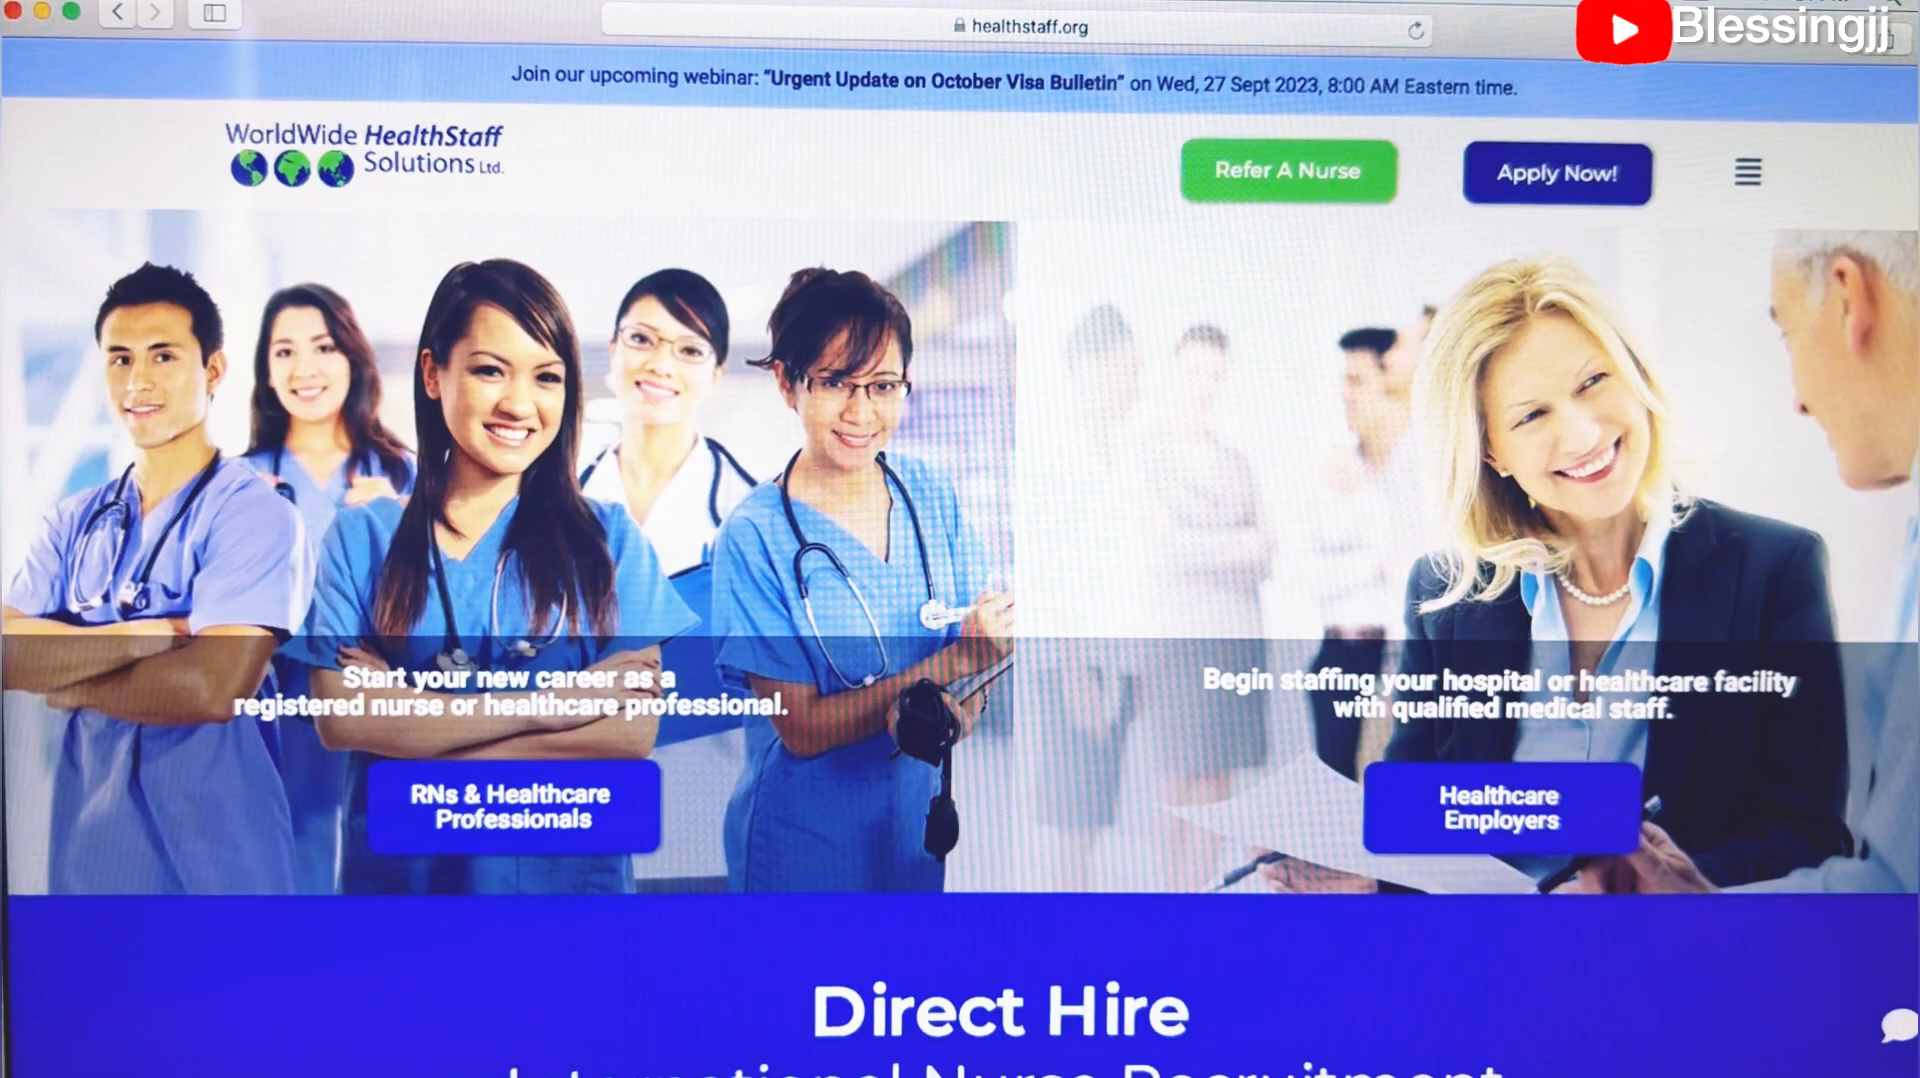 healthstaff.org
Blessingjj
Join our upcoming webinar: "Urgent Update on October Visa Bulletin" on Wed, 27 Sept 2023, 8:00 AM Eastern time.
WorldWide HealthStaff
Solutions Ltd.
Refer A Nurse
Apply Now!
Start your new career as a
registered nurse or healthcare professional.
RNs & Healthcare
Professionals
Begin staffing your hospital or healthcare facility
with qualified medical staff.
Healthcare
Employers
Direct Hire
International Nurse Recruitment